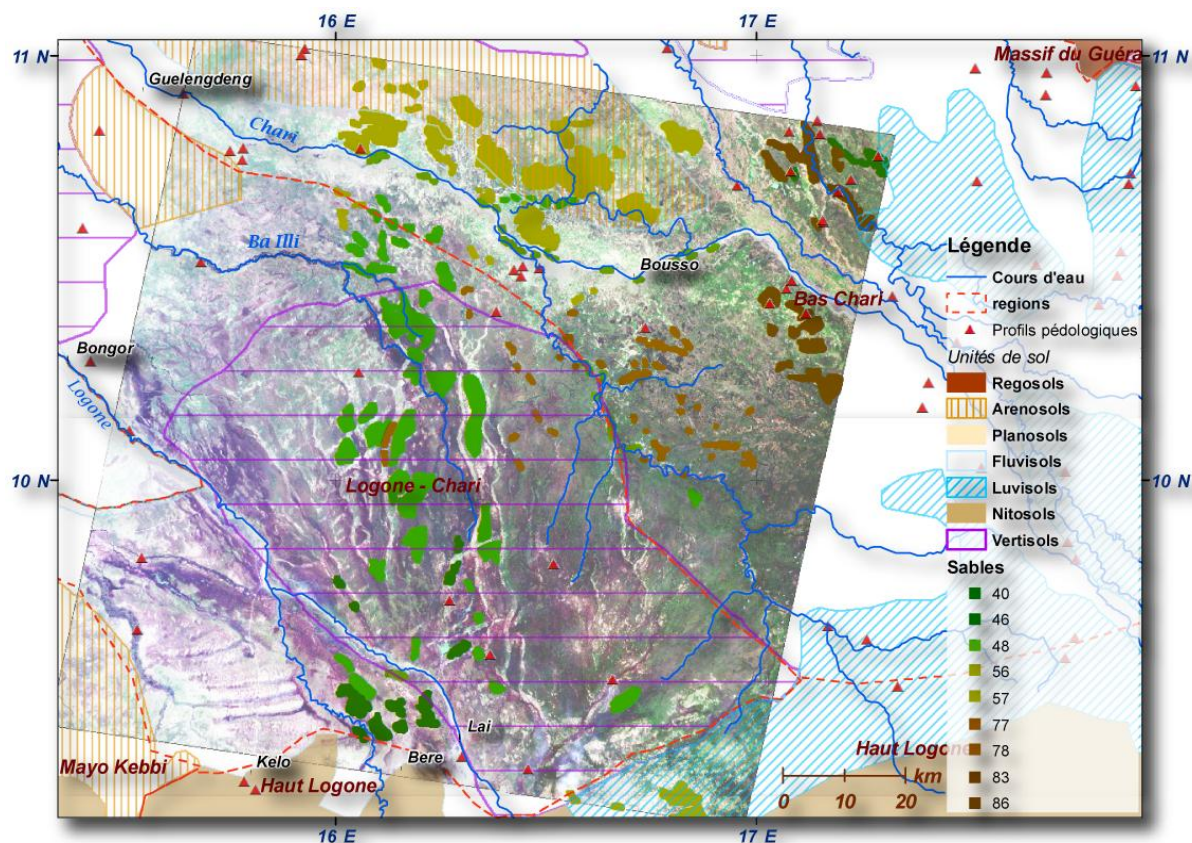 16 E
17 E
11 N
Massif du Guéra
11 N
Guelengdeng
Chari
Ba Illi
Bousso
Légende
Cours d'eau
regions
Bas Chari
Profils pédologiques
Bongor
Unités de sol
Regosols
Logone
Arenosols
Planosols
Fluvisols
10 N
Logone - Chari
Luvisols
10 N
Nitosols
Vertisols
Sables
40
46
48
56
57
77
78
83
86
Lai
Bere
Haut Logone
Mayo Kebbi
Kelo
Haut Logone
km
0 10 20
16 E
17 E